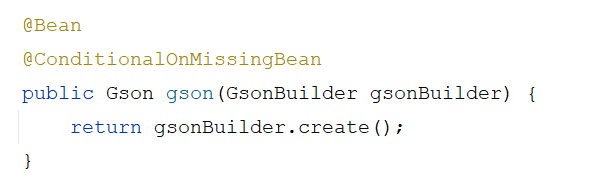 @Bean
@ConditionalOnMissingBean
public Gson gson(GsonBuilder gsonBuilder) {
    return gsonBuilder.create();
}